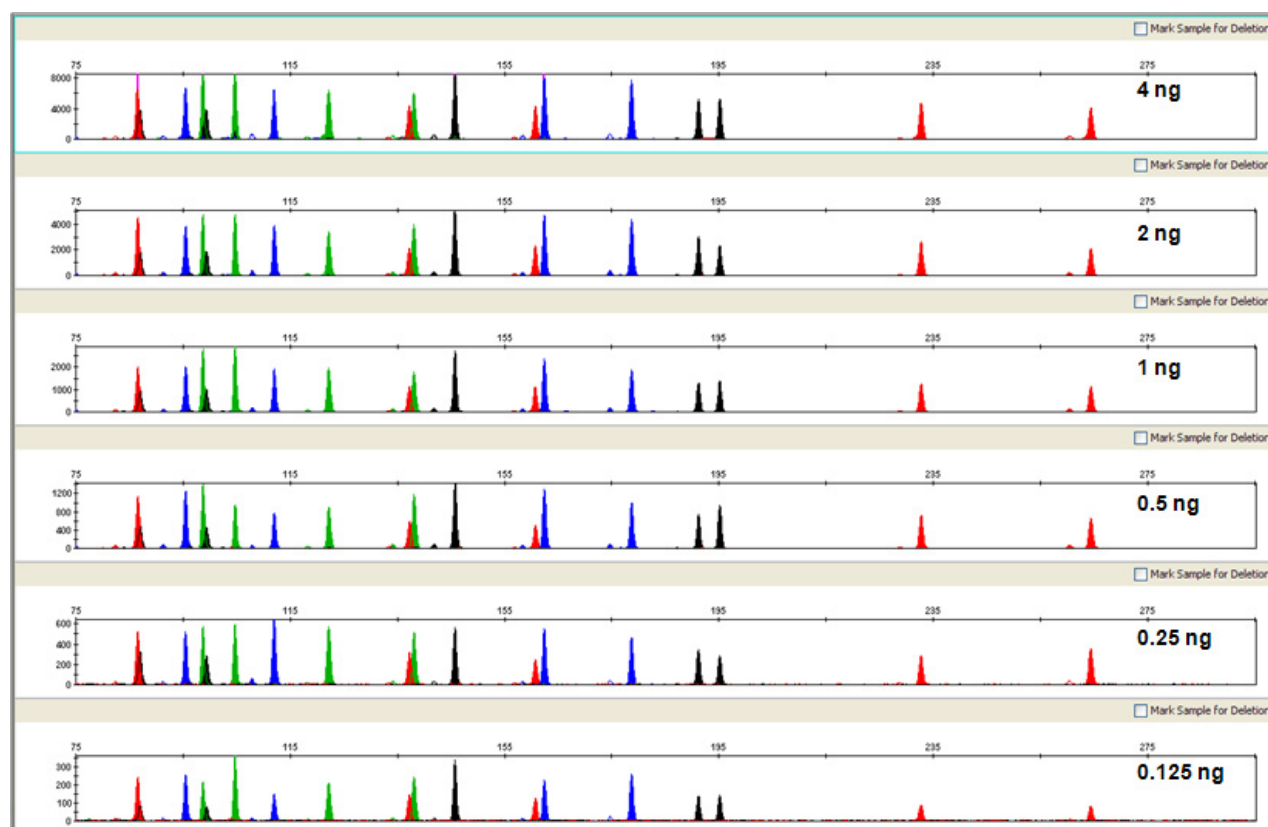 Mark Sample for Deletion
75 115 155 195 235 275
8000
4 ng
4000
0
Mark Sample for Deletion
75 115 155 195 235 275
4000
2 ng
2000
0
Mark Sample for Deletion
75 115 155 195 235 275
2000
1 ng
1000
0
Mark Sample for Deletion
75 115 155 195 235 275
1200
0.5 ng
800
400
0
Mark Sample for Deletion
75 115 155 195 235 275
600
0.25 ng
400
200
0
Mark Sample for Deletion
75 115 155 195 235 275
300
0.125 ng
200
100
0